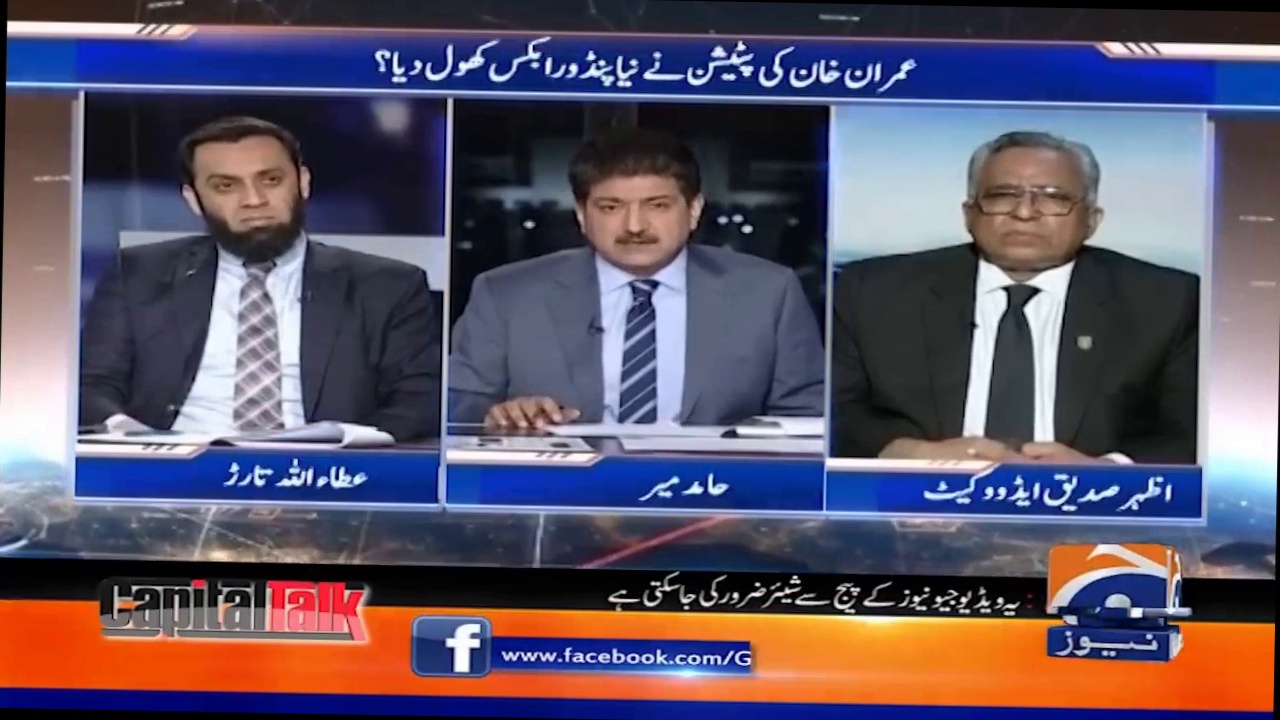 عمران خان کی پٹیشن نے نیا پنڈورا بکس کھول دیا؟
عطاء اللہ تارڑ
حامد میر
اظہر صدیق ایڈووکیٹ
: یہ ویڈیو جیو نیوز کے پیج سے شیئر ضرور کی جاسکتی ہے
Capital Talk
www.facebook.com/G
جیو
نیوز